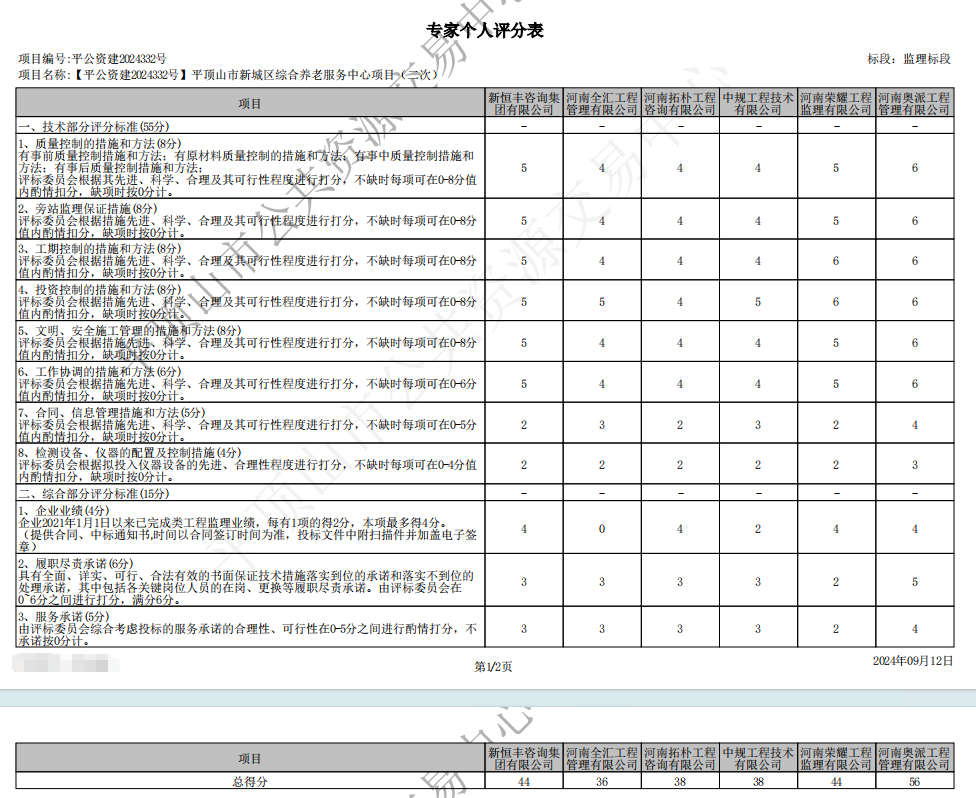 专家个人评分表
项目编号:平公资建2024332号 标段：监理标段
项目名称:【平公资建2024332号】平顶山市新城区综合养老服务中心项目（二次）
项目 新恒丰咨询集团有限公司 河南全汇工程管理有限公司 河南拓朴工程咨询有限公司 中规工程技术有限公司 河南荣耀工程监理有限公司 河南奥派工程管理有限公司
一、技术部分评分标准(55分) - - - - - -
1、质量控制的措施和方法(8分)
有事前质量控制措施和方法；有原材料质量控制的措施和方法；有事中质量控制措施和
方法；有事后质量控制措施和方法；
评标委员会根据其先进、科学、合理及其可行性程度进行打分，不缺时每项可在0-8分值
内酌情扣分，缺项时按0分计。
5 4 4 4 5 6
2、旁站监理保证措施(8分)
评标委员会根据措施先进、科学、合理及其可行性程度进行打分，不缺时每项可在0-8分
值内酌情扣分，缺项时按0分计。
5 4 4 4 5 6
3、工期控制的措施和方法(8分)
评标委员会根据措施先进、科学、合理及其可行性程度进行打分，不缺时每项可在0-8分
值内酌情扣分，缺项时按0分计。
5 4 4 4 6 6
4、投资控制的措施和方法(8分)
评标委员会根据措施先进、科学、合理及其可行性程度进行打分，不缺时每项可在0-8分
值内酌情扣分，缺项时按0分计。
5 5 4 5 6 6
5、文明、安全施工管理的措施和方法(8分)
评标委员会根据措施先进、科学、合理及其可行性程度进行打分，不缺时每项可在0-8分
值内酌情扣分，缺项时按0分计。
5 4 4 4 5 6
6、工作协调的措施和方法(6分)
评标委员会根据措施先进、科学、合理及其可行性程度进行打分，不缺时每项可在0-6分
值内酌情扣分，缺项时按0分计。
5 4 4 4 5 6
7、合同、信息管理措施和方法(5分)
评标委员会根据措施先进、科学、合理及其可行性程度进行打分，不缺时每项可在0-5分
值内酌情扣分，缺项时按0分计。
2 3 2 3 2 4
8、检测设备、仪器的配置及控制措施(4分)
评标委员会根据拟投入仪器设备的先进、合理性程度进行打分，不缺时每项可在0-4分值
内酌情扣分，缺项时按0分计。
2 2 2 2 2 3
二、综合部分评分标准(15分) - - - - - -
1、企业业绩(4分)
企业2021年1月1日以来已完成类工程监理业绩，每有1项的得2分，本项最多得4分。
（提供合同、中标通知书,时间以合同签订时间为准，投标文件中附扫描件并加盖电子签
章）
4 0 4 2 4 4
2、履职尽责承诺(6分)
具有全面、详实、可行、合法有效的书面保证技术措施落实到位的承诺和落实不到位的
处理承诺，其中包括各关键岗位人员的在岗、更换等履职尽责承诺。由评标委员会在
0~6分之间进行打分，满分6分。
3 3 3 3 2 5
3、服务承诺(5分)
由评标委员会综合考虑投标的服务承诺的合理性、可行性在0-5分之间进行酌情打分，不
承诺按0分计。
3 3 3 3 2 4
第1/2页
2024年09月12日
项目 新恒丰咨询集团有限公司 河南全汇工程管理有限公司 河南拓朴工程咨询有限公司 中规工程技术有限公司 河南荣耀工程监理有限公司 河南奥派工程管理有限公司
总得分 44 36 38 38 44 56
平顶山市公共资源交易中心
平顶山市公共资源交易中心
易中心